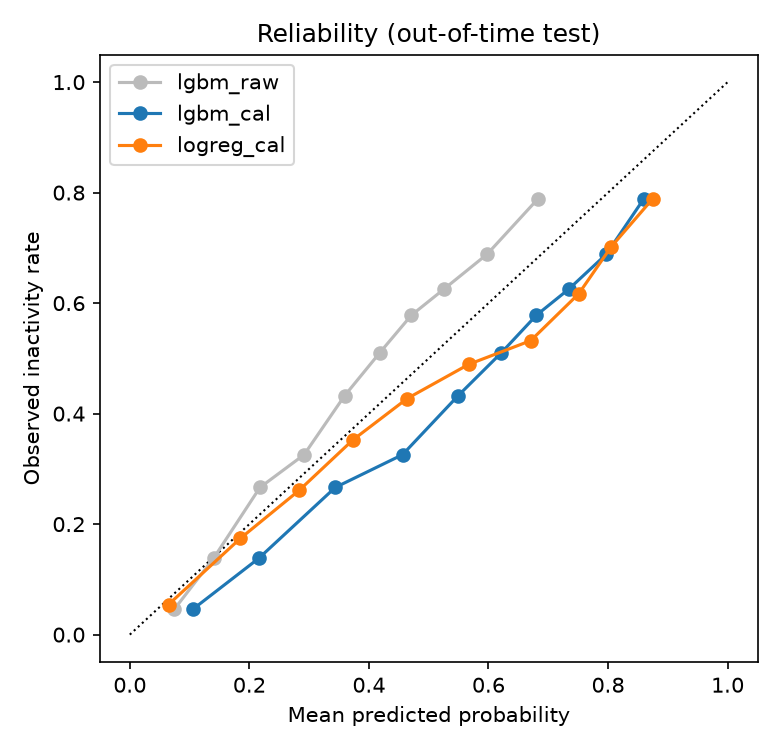 Reliability (out-of-time test)
lgbm_raw
lgbm_cal
logreg_cal
Observed inactivity rate
1.0
0.8
0.6
0.4
0.2
0.0
0.0 0.2 0.4 0.6 0.8 1.0
Mean predicted probability